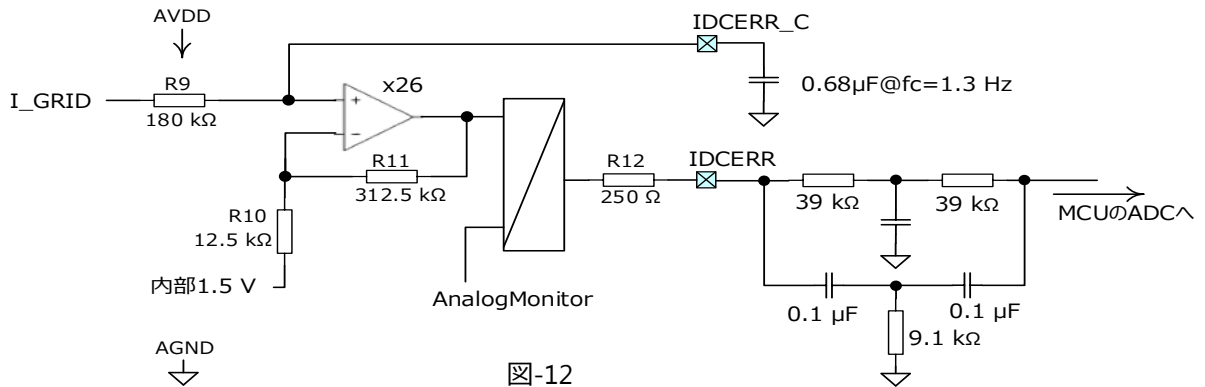 AVDD
IDCERR_C
I_GRID
R9
180 kΩ
x26
+
−
0.68µF@fc=1.3 Hz
R11
312.5 kΩ
R12
250 Ω
IDCERR
39 kΩ
39 kΩ
MCUのADCへ
R10
12.5 kΩ
内部1.5 V
AnalogMonitor
0.1 µF
0.1 µF
9.1 kΩ
AGND
図-12